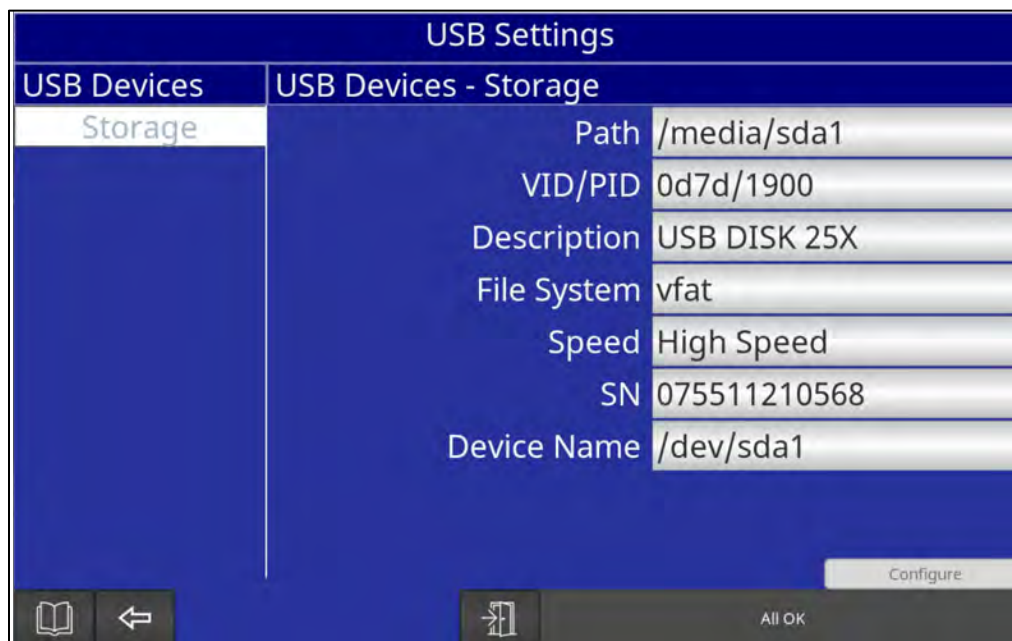 USB Settings
USB Devices
USB Devices - Storage
Storage
Path /media/sda1
VID/PID 0d7d/1900
Description USB DISK 25X
File System vfat
Speed High Speed
SN 075511210568
Device Name /dev/sda1
Configure
All OK